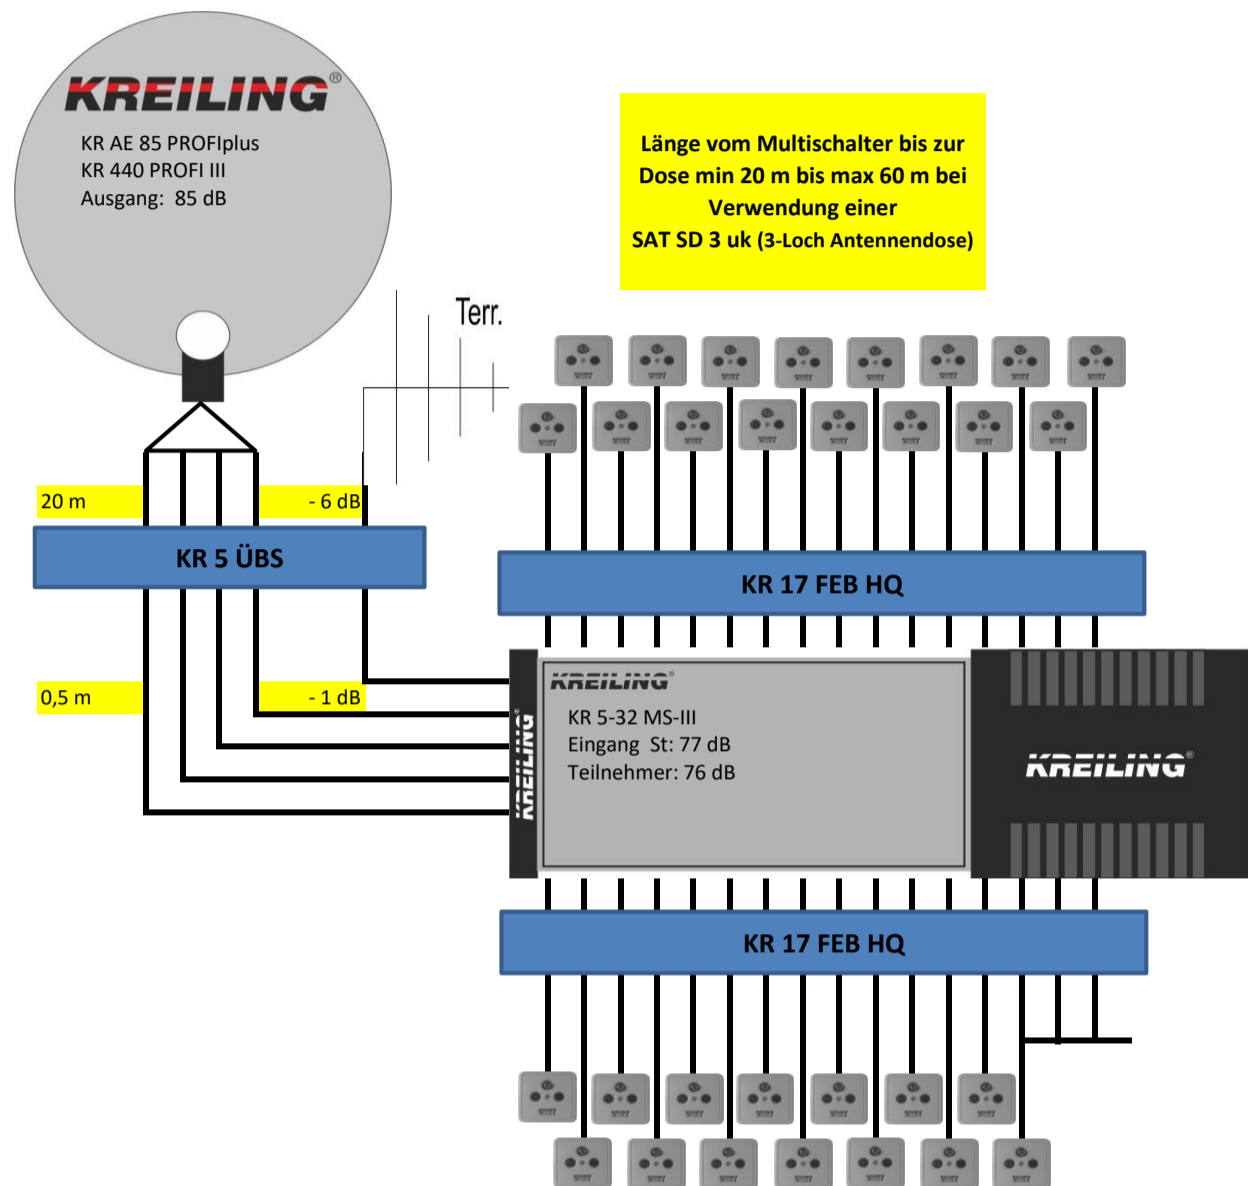 KREILING®
KR AE 85 PROFIplus
KR 440 PROFI III
Ausgang: 85 dB
Länge vom Multischalter bis zur
Dose min 20 m bis max 60 m bei
Verwendung einer
SAT SD 3 uk (3-Loch Antennendose)
Terr.
20 m
- 6 dB
KR 5 ÜBS
KR 17 FEB HQ
0,5 m
- 1 dB
KREILING
KREILING®
KR 5-32 MS-III
Eingang St: 77 dB
Teilnehmer: 76 dB
KREILING®
KR 17 FEB HQ